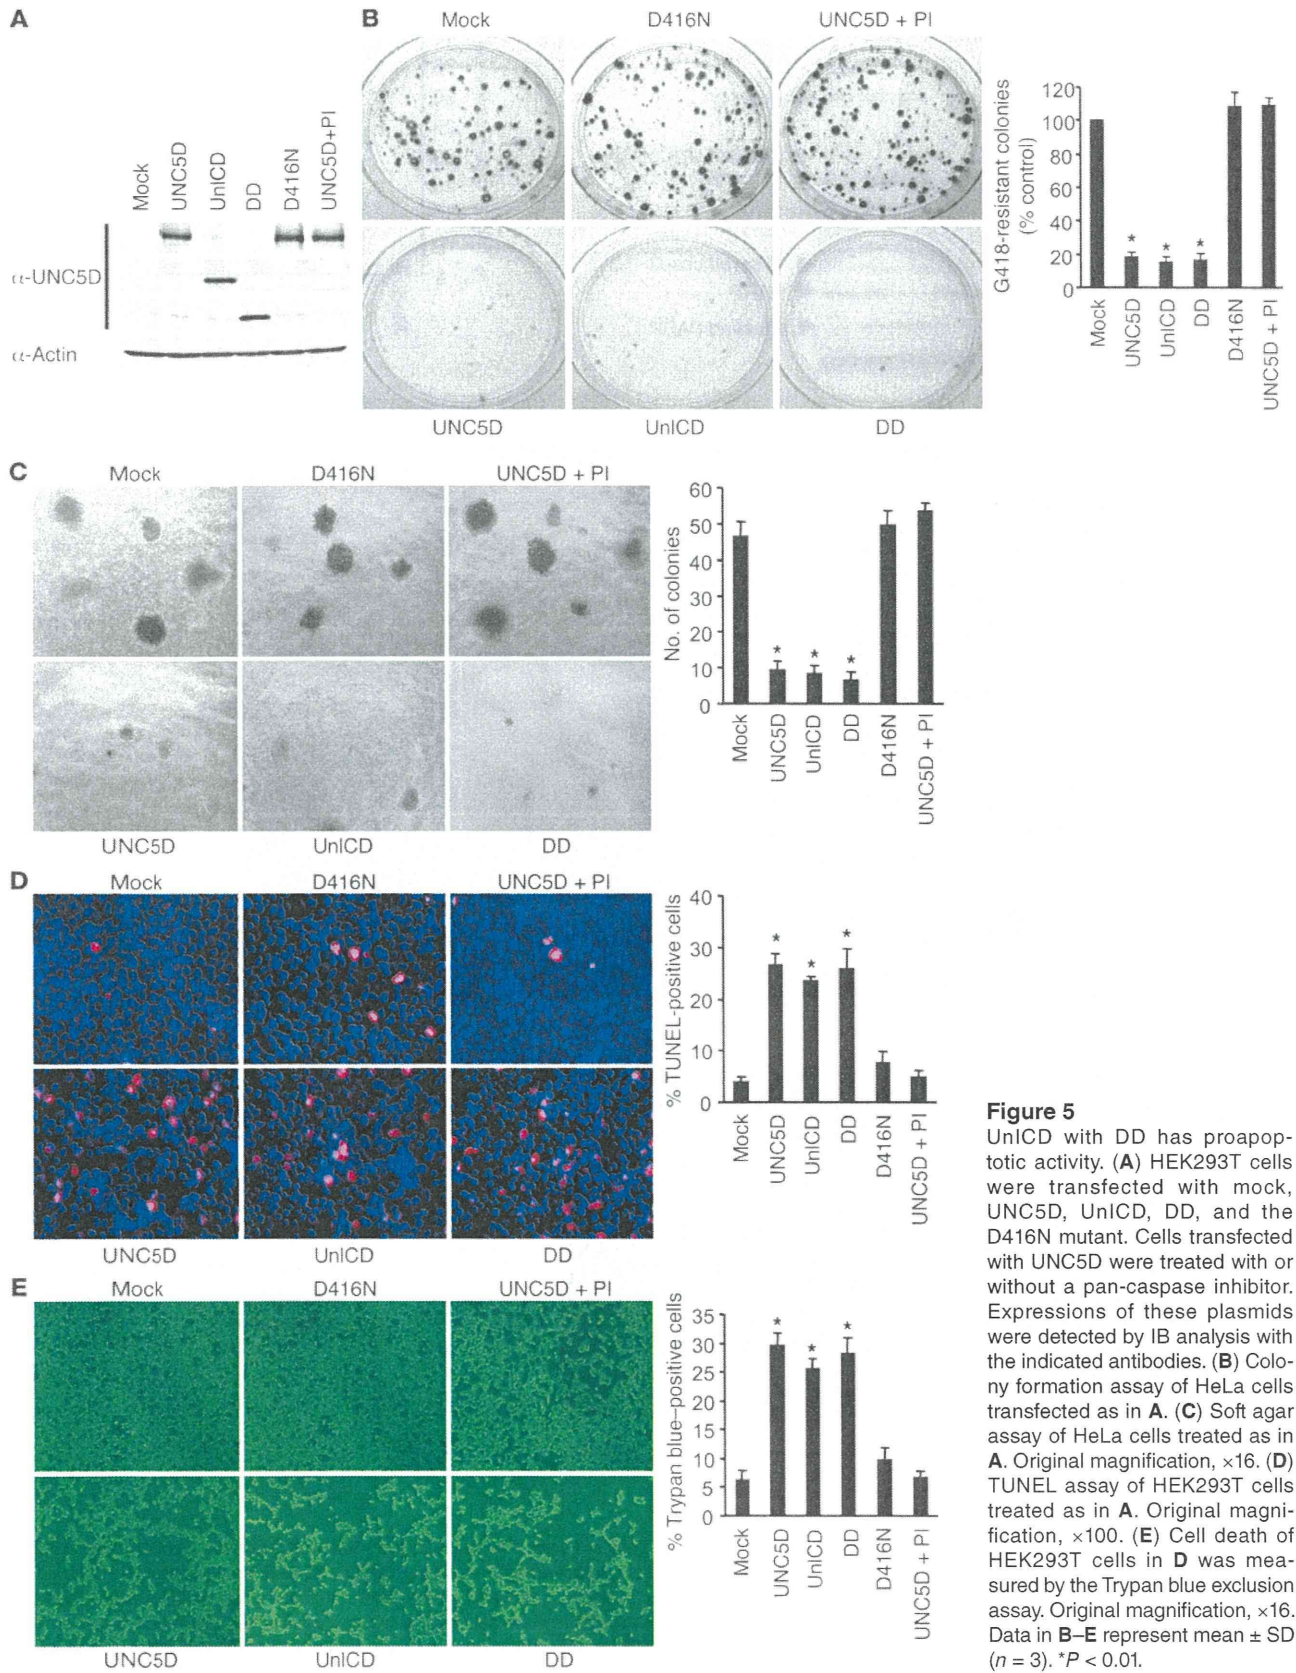 A
Mock
UNC5D
UnICD
DD
D416N
UNC5D+PI
α-UNC5D
α-Actin
B
Mock
D416N
UNC5D + PI
UNC5D
UnICD
DD
G418-resistant colonies
(% control)
120
100
80
60
40
20
0
Mock
UNC5D
UnICD
DD
D416N
UNC5D + PI
*
*
*
C
Mock
D416N
UNC5D + PI
UNC5D
UnICD
DD
No. of colonies
60
50
40
30
20
10
0
*
*
*
Mock
UNC5D
UnICD
DD
D416N
UNC5D + PI
D
Mock
D416N
UNC5D + PI
UNC5D
UnICD
DD
% TUNEL-positive cells
40
30
20
10
0
*
*
*
Mock
UNC5D
UnICD
DD
D416N
UNC5D + PI
E
Mock
D416N
UNC5D + PI
UNC5D
UnICD
DD
% Trypan blue–positive cells
35
30
25
20
15
10
5
0
*
*
*
Mock
UNC5D
UnICD
DD
D416N
UNC5D + PI
Figure 5
UnICD with DD has proapop-
totic activity. (A) HEK293T cells
were transfected with mock,
UNC5D, UnICD, DD, and the
D416N mutant. Cells transfected
with UNC5D were treated with or
without a pan-caspase inhibitor.
Expressions of these plasmids
were detected by IB analysis with
the indicated antibodies. (B) Colo-
ny formation assay of HeLa cells
transfected as in A. (C) Soft agar
assay of HeLa cells treated as in
A. Original magnification, ×16. (D)
TUNEL assay of HEK293T cells
treated as in A. Original magni-
fication, ×100. (E) Cell death of
HEK293T cells in D was mea-
sured by the Trypan blue exclusion
assay. Original magnification, ×16.
Data in B–E represent mean ± SD
(n = 3). *P < 0.01.